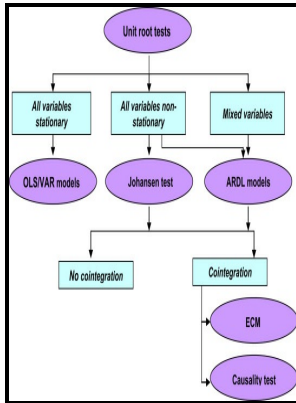 Unit root tests
All variables
stationary
All variables non-
stationary
Mixed variables
OLS/VAR models
Johansen test
ARDL models
No cointegration
Cointegration
ECM
Causality test